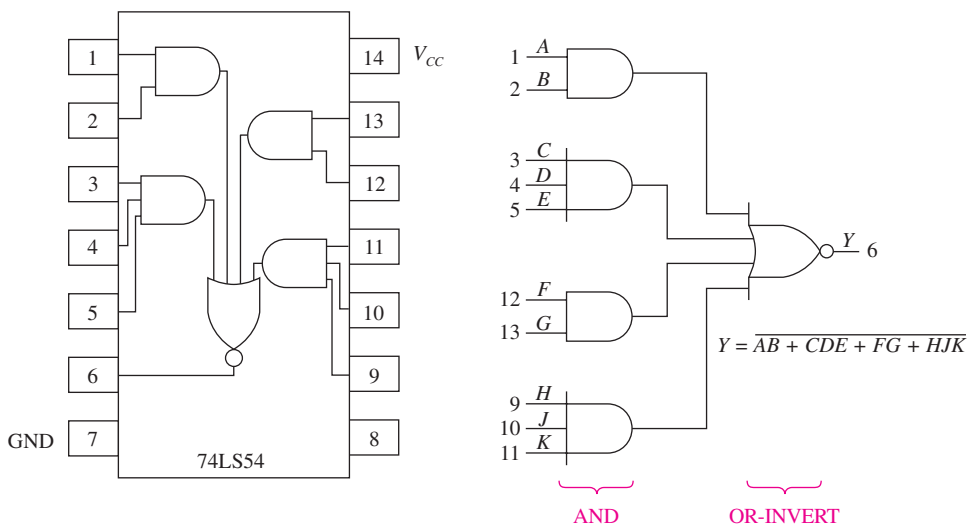 1
2
3
4
5
6
GND 7
14 V_CC
13
12
11
10
9
8
74LS54
1 A
2 B
3 C
4 D
5 E
12 F
13 G
9 H
10 J
11 K
Y 6
Y = \overline{AB + CDE + FG + HJK}
AND
OR-INVERT